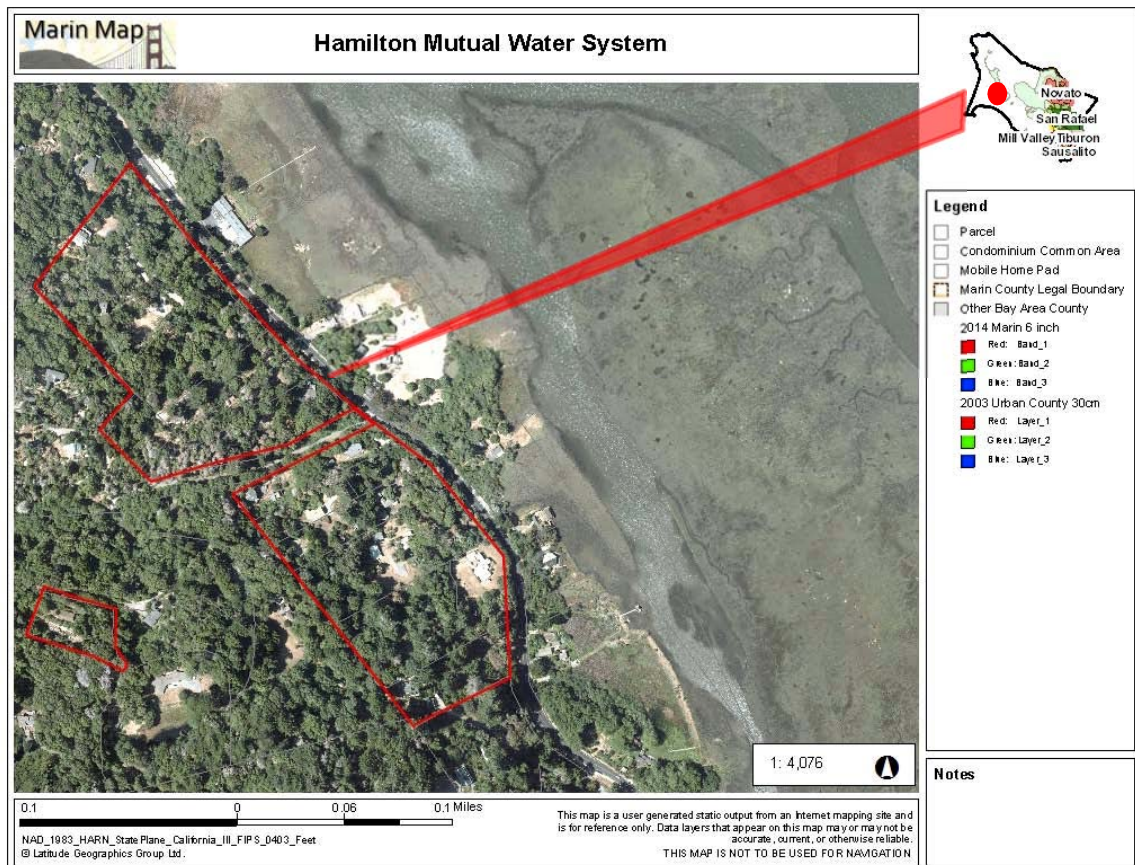 Marin Map
Hamilton Mutual Water System
Novato
San Rafael
Mill Valley Tiburon
Sausalito
Legend
Parcel
Condominium Common Area
Mobile Home Pad
Marin County Legal Boundary
Other Bay Area County
2014 Marin 6 inch
Red: Band_1
Green: Band_2
Blue: Band_3
2003 Urban County 30cm
Red: Layer_1
Green: Layer_2
Blue: Layer_3
1: 4,076
Notes
0.1 0 0.06 0.1 Miles
NAD_1983_HARN_StatePlane_California_III_FIPS_0403_Feet
© Latitude Geographics Group Ltd.
This map is a user generated static output from an Internet mapping site and
is for reference only. Data layers that appear on this map may or may not be
accurate, current, or otherwise reliable.
THIS MAP IS NOT TO BE USED FOR NAVIGATION